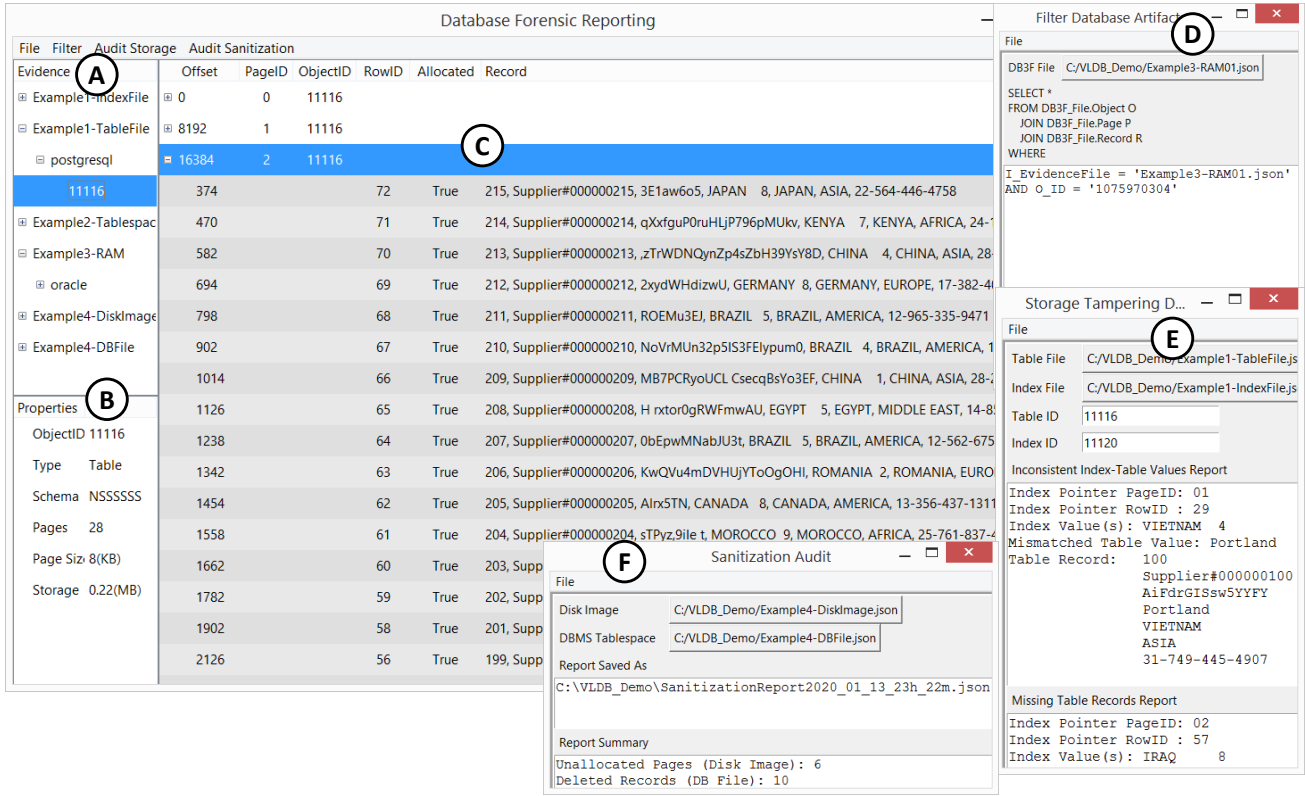 Database Forensic Reporting
File Filter Audit Storage Audit Sanitization
Evidence
A
Example1-IndexFile
Example1-TableFile
postgresql
11116
Example2-Tablespac
Example3-RAM
oracle
Example4-DiskImage
Example4-DBFile
Properties
B
ObjectID 11116
Type Table
Schema NSSSSSS
Pages 28
Page Siz 8(KB)
Storage 0.22(MB)
Offset PageID ObjectID RowID Allocated Record
0 0 11116
8192 1 11116
C
16384 2 11116
374 72 True 215, Supplier#000000215, 3E1aw6o5, JAPAN 8, JAPAN, ASIA, 22-564-446-4758
470 71 True 214, Supplier#000000214, qXxfguP0ruHLjP796pMUkv, KENYA 7, KENYA, AFRICA, 24-1
582 70 True 213, Supplier#000000213, ,zTrWDNQynZp4sZbH39YsY8D, CHINA 4, CHINA, ASIA, 28-
694 69 True 212, Supplier#000000212, 2xydWHdizwU, GERMANY 8, GERMANY, EUROPE, 17-382-40
798 68 True 211, Supplier#000000211, ROEMu3EJ, BRAZIL 5, BRAZIL, AMERICA, 12-965-335-9471
902 67 True 210, Supplier#000000210, NoVrMUn32p5IS3FEIypum0, BRAZIL 4, BRAZIL, AMERICA, 1
1014 66 True 209, Supplier#000000209, MB7PCRyoUCL CsecqBsYo3EF, CHINA 1, CHINA, ASIA, 28-2
1126 65 True 208, Supplier#000000208, H rxtor0gRWFmwAU, EGYPT 5, EGYPT, MIDDLE EAST, 14-85
1238 64 True 207, Supplier#000000207, 0bEpwMNabJU3t, BRAZIL 5, BRAZIL, AMERICA, 12-562-675
1342 63 True 206, Supplier#000000206, KwQVu4mDVHUjYToOgOHI, ROMANIA 2, ROMANIA, EURO
1454 62 True 205, Supplier#000000205, AIrx5TN, CANADA 8, CANADA, AMERICA, 13-356-437-1311
1558 61 True 204, Supplier#000000204, sTPyz,9ile t, MOROCCO 9, MOROCCO, AFRICA, 25-761-837-4
1662 60 True 203, Supp
1782 59 True 202, Supp
1902 58 True 201, Supp
2126 56 True 199, Supp
Filter Database Artifact
D
File
DB3F File C:/VLDB_Demo/Example3-RAM01.json
SELECT *
FROM DB3F_File.Object O
JOIN DB3F_File.Page P
JOIN DB3F_File.Record R
WHERE
I_EvidenceFile = 'Example3-RAM01.json'
AND O_ID = '1075970304'
Storage Tampering D...
File
E
Table File C:/VLDB_Demo/Example1-TableFile.js
Index File C:/VLDB_Demo/Example1-IndexFile.js
Table ID 11116
Index ID 11120
Inconsistent Index-Table Values Report
Index Pointer PageID: 01
Index Pointer RowID : 29
Index Value(s): VIETNAM 4
Mismatched Table Value: Portland
Table Record: 100
Supplier#000000100
AiFdrGISsw5YYFY
Portland
VIETNAM
ASIA
31-749-445-4907
Missing Table Records Report
Index Pointer PageID: 02
Index Pointer RowID : 57
Index Value(s): IRAQ 8
F
Sanitization Audit
File
Disk Image C:/VLDB_Demo/Example4-DiskImage.json
DBMS Tablespace C:/VLDB_Demo/Example4-DBFile.json
Report Saved As
C:\VLDB_Demo\SanitizationReport2020_01_13_23h_22m.json
Report Summary
Unallocated Pages (Disk Image): 6
Deleted Records (DB File): 10